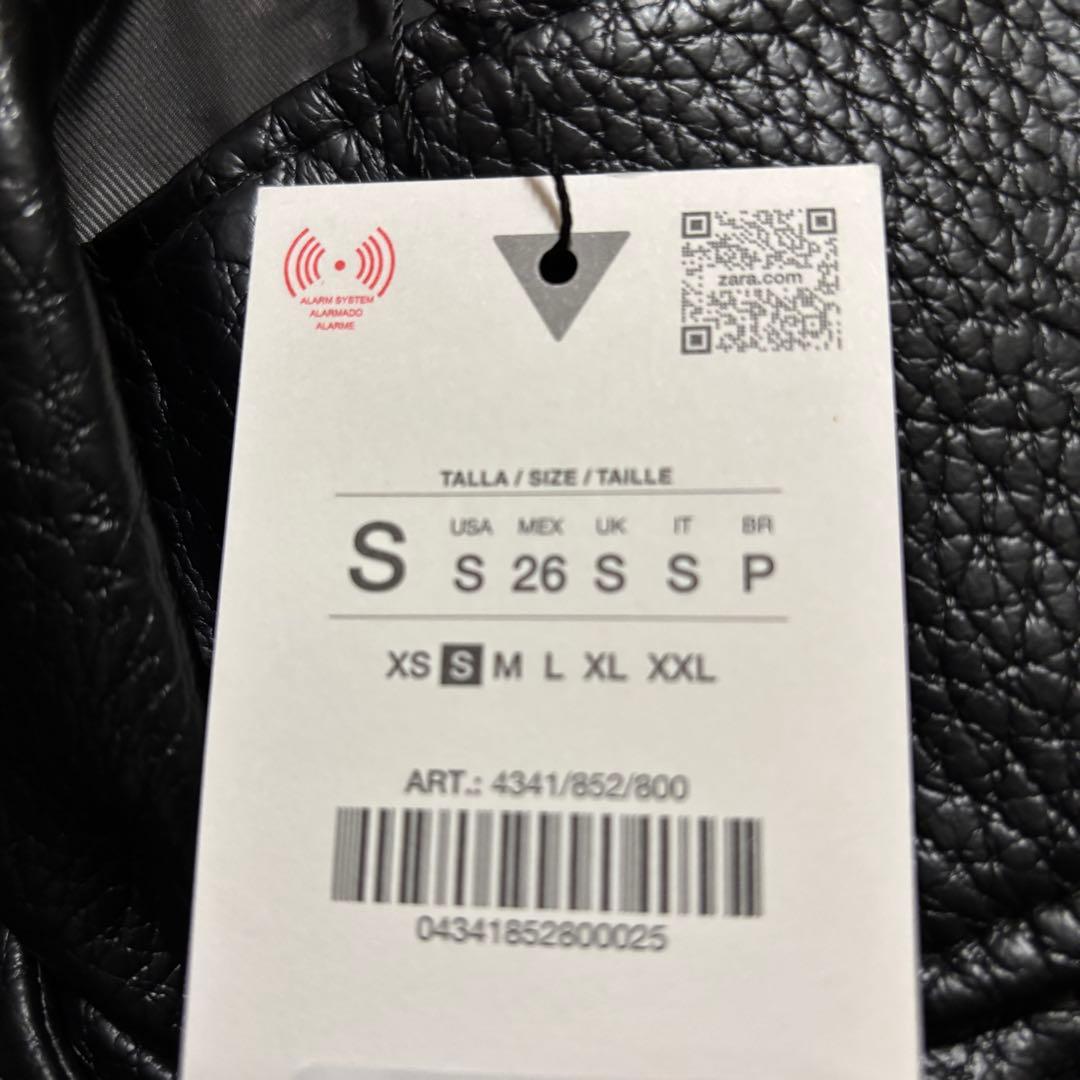 ALARM SYSTEM
ALARMADO
ALARME
zara.com
TALLA / SIZE / TAILLE
USA MEX UK IT BR
S S 26 S S P
XS S M L XL XXL
ART.: 4341/852/800
04341852800025